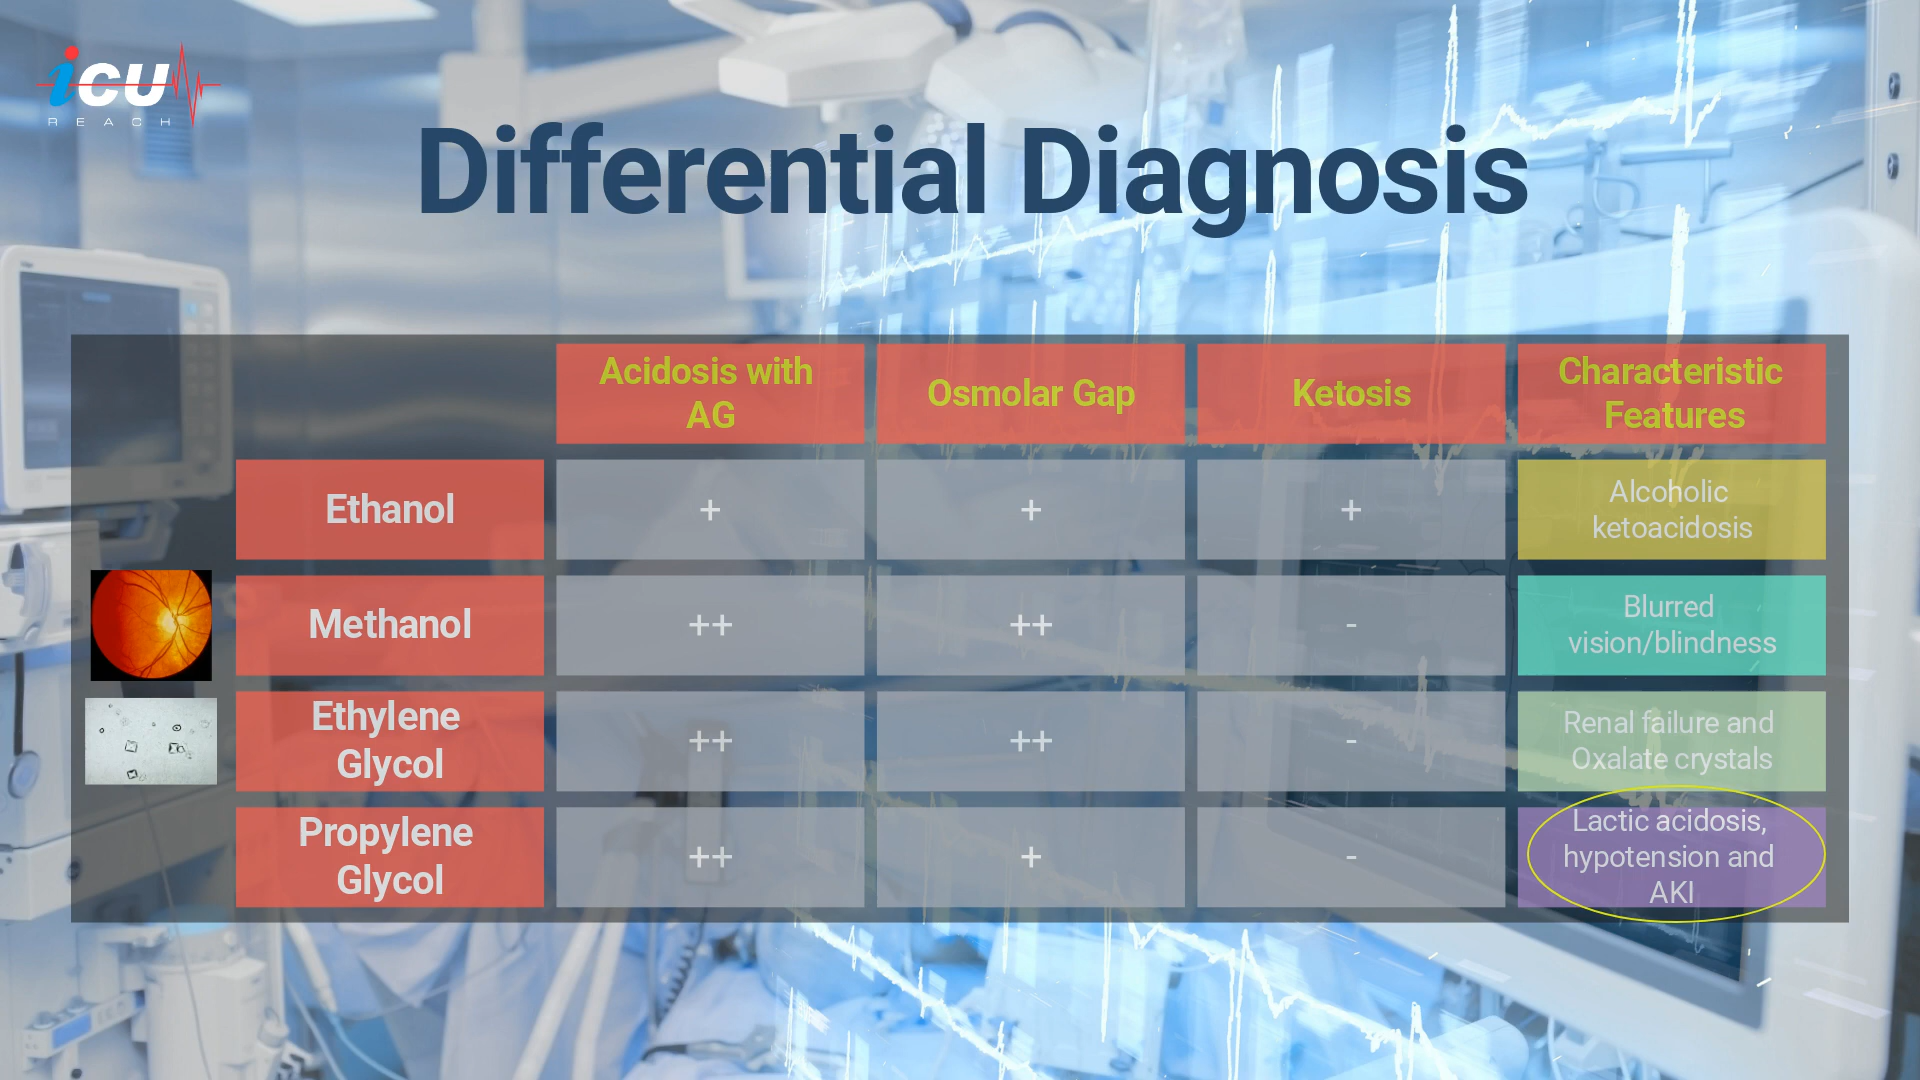 icu
REACH
Differential Diagnosis
Acidosis with
AG
Osmolar Gap
Ketosis
Characteristic
Features
Ethanol
+
+
+
Alcoholic
ketoacidosis
Methanol
++
++
-
Blurred
vision/blindness
Ethylene
Glycol
++
++
-
Renal failure and
Oxalate crystals
Propylene
Glycol
++
+
-
Lactic acidosis,
hypotension and
AKI